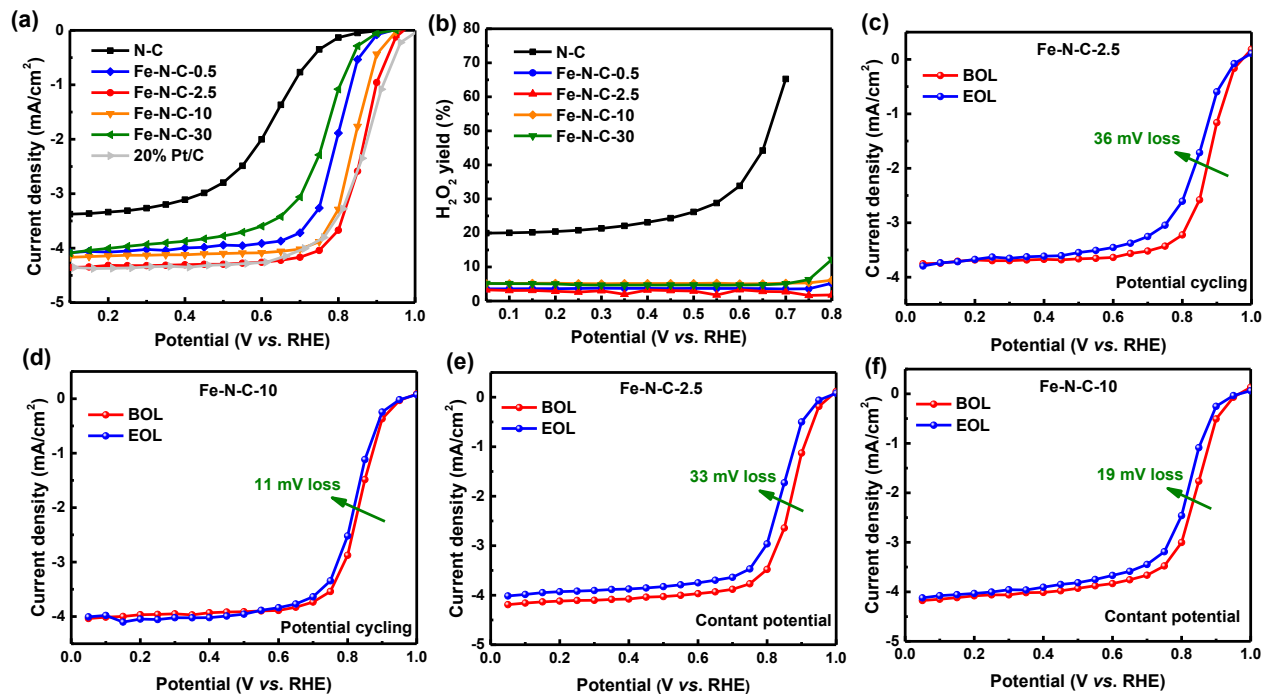 (a)
N-C
Fe-N-C-0.5
Fe-N-C-2.5
Fe-N-C-10
Fe-N-C-30
20% Pt/C
Current density (mA/cm²)
0
-1
-2
-3
-4
-5
0.2 0.4 0.6 0.8 1.0
Potential (V vs. RHE)
(b)
N-C
Fe-N-C-0.5
Fe-N-C-2.5
Fe-N-C-10
Fe-N-C-30
H₂O₂ yield (%)
80
70
60
50
40
30
20
10
0
0.1 0.2 0.3 0.4 0.5 0.6 0.7 0.8
Potential (V vs. RHE)
(c)
Fe-N-C-2.5
BOL
EOL
36 mV loss
Potential cycling
Current density (mA/cm²)
0
-1
-2
-3
-4
0.0 0.2 0.4 0.6 0.8 1.0
Potential (V vs. RHE)
(d)
Fe-N-C-10
BOL
EOL
11 mV loss
Potential cycling
Current density (mA/cm²)
0
-1
-2
-3
-4
0.0 0.2 0.4 0.6 0.8 1.0
Potential (V vs. RHE)
(e)
Fe-N-C-2.5
BOL
EOL
33 mV loss
Contant potential
Current density (mA/cm²)
0
-1
-2
-3
-4
-5
0.0 0.2 0.4 0.6 0.8 1.0
Potential (V vs. RHE)
(f)
Fe-N-C-10
BOL
EOL
19 mV loss
Contant potential
Current density (mA/cm²)
0
-1
-2
-3
-4
-5
0.0 0.2 0.4 0.6 0.8 1.0
Potential (V vs. RHE)